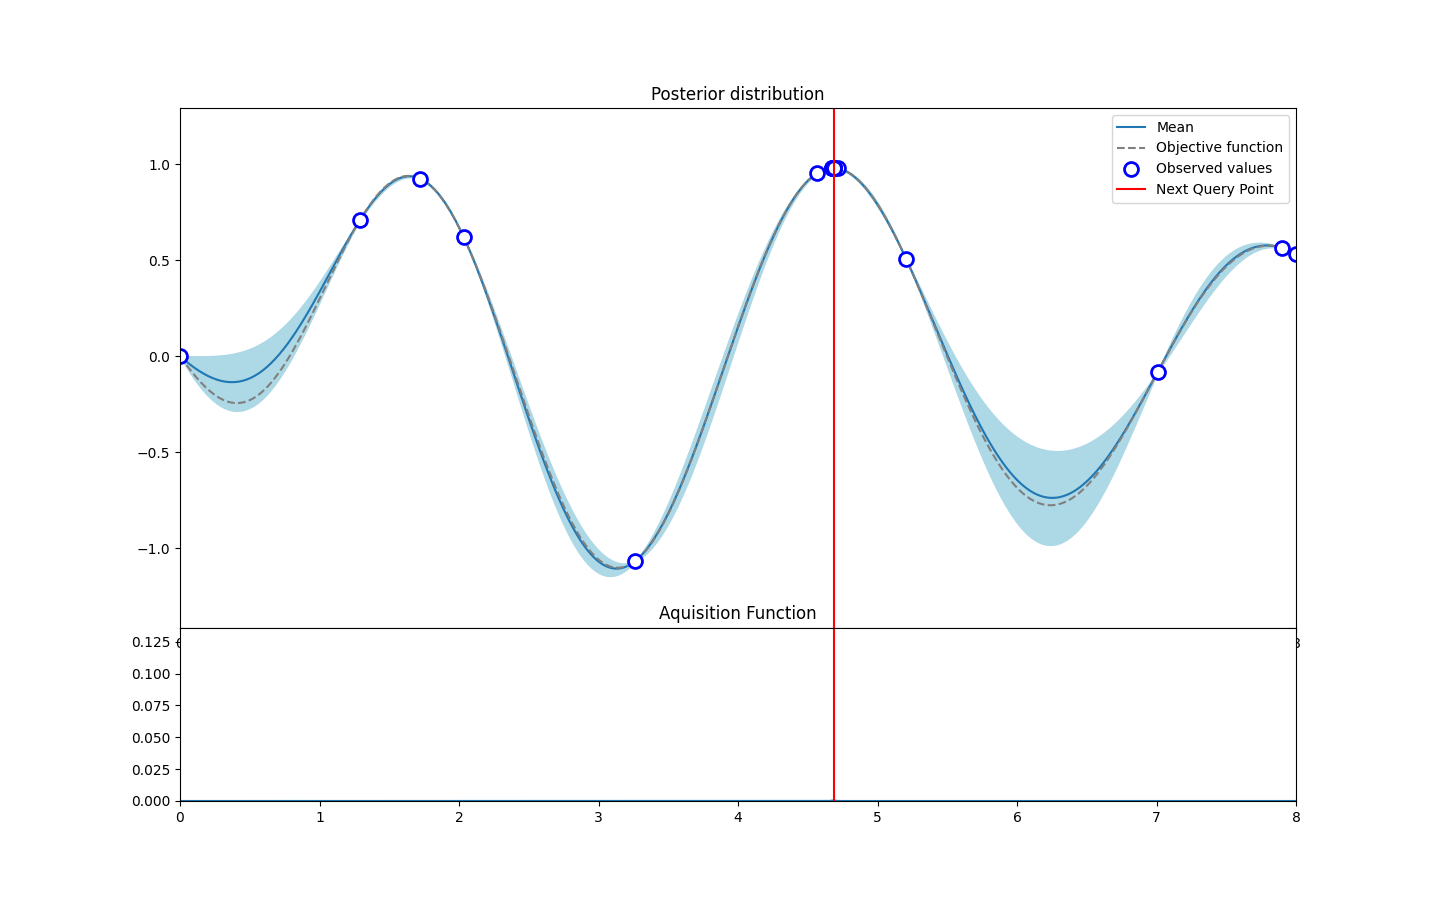 Posterior distribution
Mean
Objective function
Observed values
Next Query Point
1.0
0.5
0.0
−0.5
−1.0
Aquisition Function
0.125
0.100
0.075
0.050
0.025
0.000
0 1 2 3 4 5 6 7 8